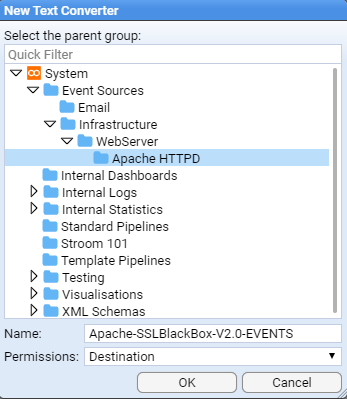 New Text Converter
Select the parent group:
Quick Filter
System
Event Sources
Email
Infrastructure
WebServer
Apache HTTPD
Internal Dashboards
Internal Logs
Internal Statistics
Standard Pipelines
Stroom 101
Template Pipelines
Testing
Visualisations
XML Schemas
Name: Apache-SSLBlackBox-V2.0-EVENTS
Permissions: Destination
OK Cancel